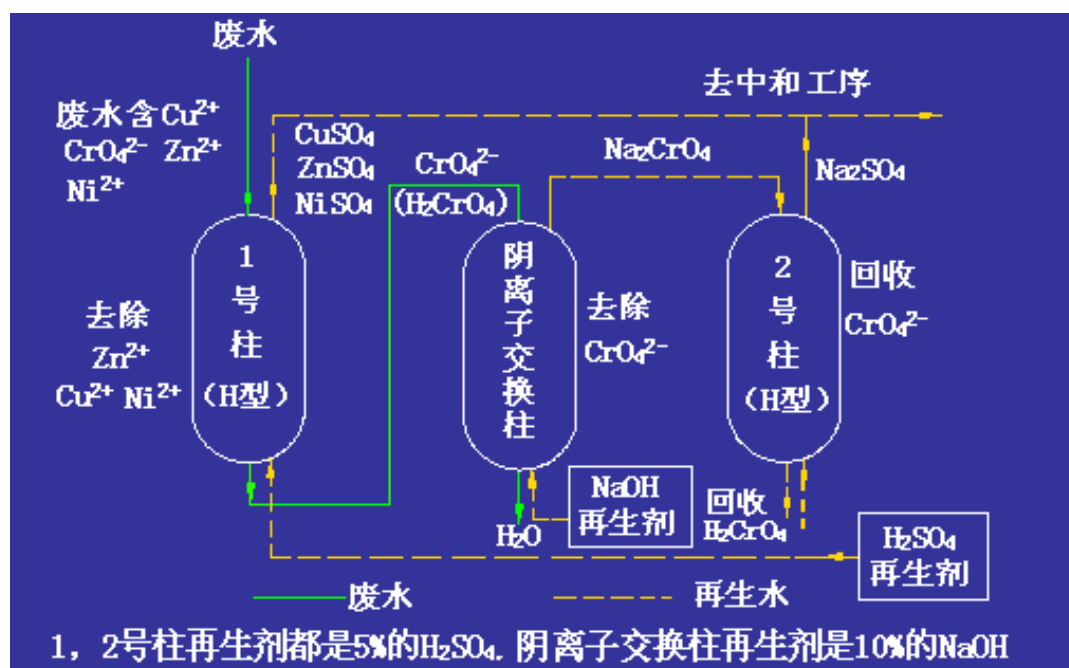 废水
去中和工序
废水含Cu²⁺
CrO₄²⁻ Zn²⁺
Ni²⁺
CuSO₄
ZnSO₄
NiSO₄
CrO₄²⁻
(H₂CrO₄)
Na₂CrO₄
Na₂SO₄
1号柱(H型)
去除
Zn²⁺
Cu²⁺ Ni²⁺
阴离子交换柱
去除
CrO₄²⁻
2号柱(H型)
回收
CrO₄²⁻
H₂O
NaOH
再生剂
回收
H₂CrO₄
H₂SO₄
再生剂
废水
再生水
1,2号柱再生剂都是5%的H₂SO₄.阴离子交换柱再生剂是10%的NaOH